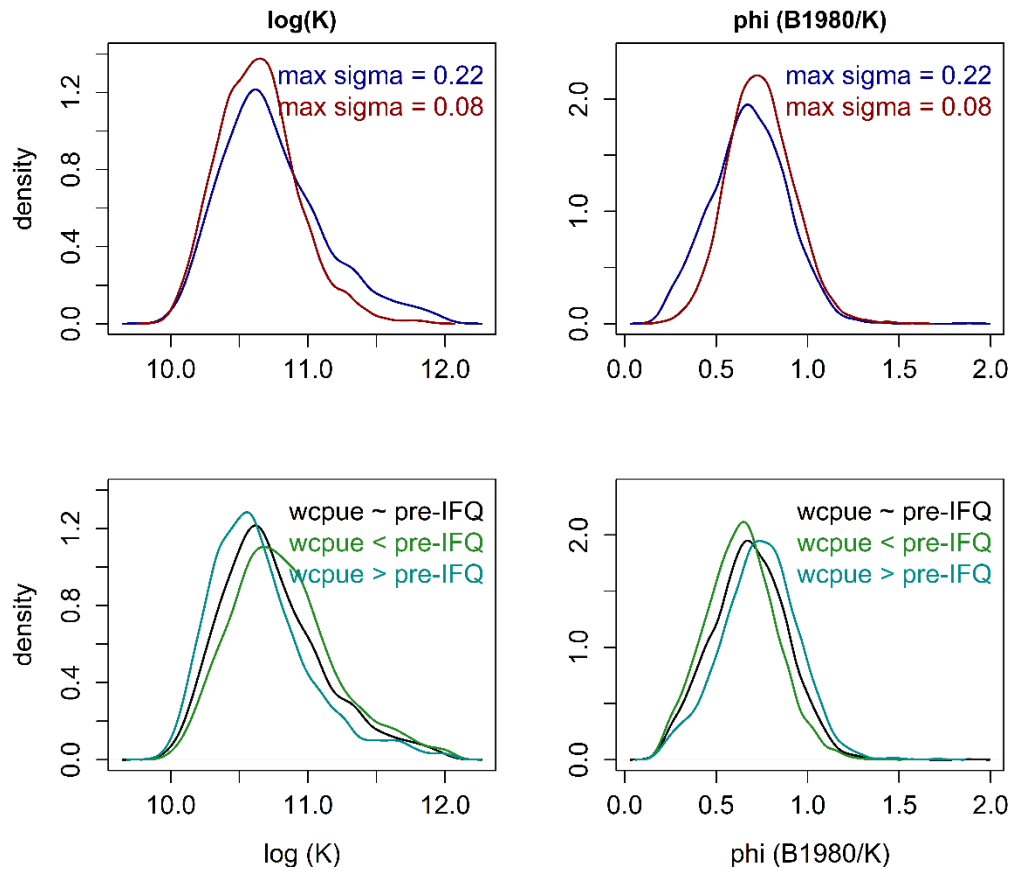 log(K)
phi (B1980/K)
max sigma = 0.22
max sigma = 0.08
max sigma = 0.22
max sigma = 0.08
density
0.0
0.4
0.8
1.2
10.0
11.0
12.0
0.0
1.0
2.0
0.0
0.5
1.0
1.5
2.0
wcpue ~ pre-IFQ
wcpue < pre-IFQ
wcpue > pre-IFQ
wcpue ~ pre-IFQ
wcpue < pre-IFQ
wcpue > pre-IFQ
density
0.0
0.4
0.8
1.2
10.0
11.0
12.0
log (K)
0.0
1.0
2.0
0.0
0.5
1.0
1.5
2.0
phi (B1980/K)